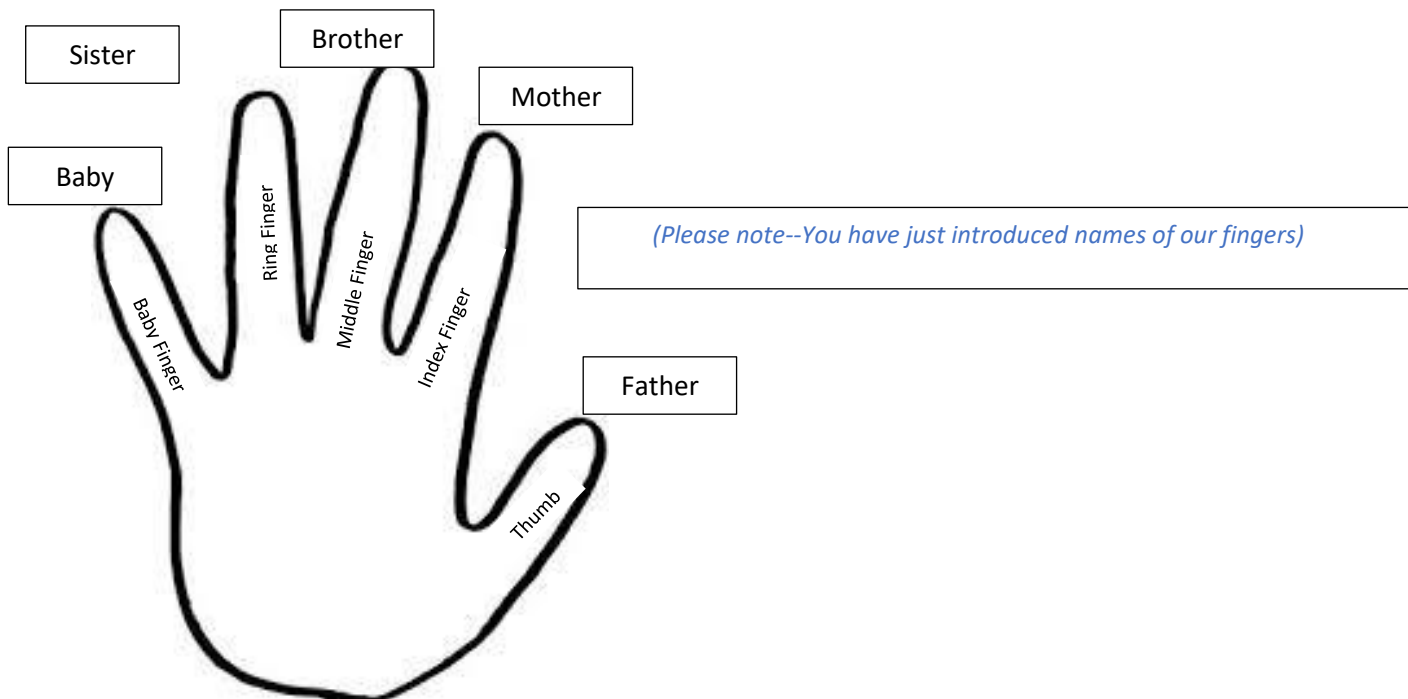 Sister
Brother
Mother
Baby
(Please note--You have just introduced names of our fingers)
Father
Baby Finger
Ring Finger
Middle Finger
Index Finger
Thumb